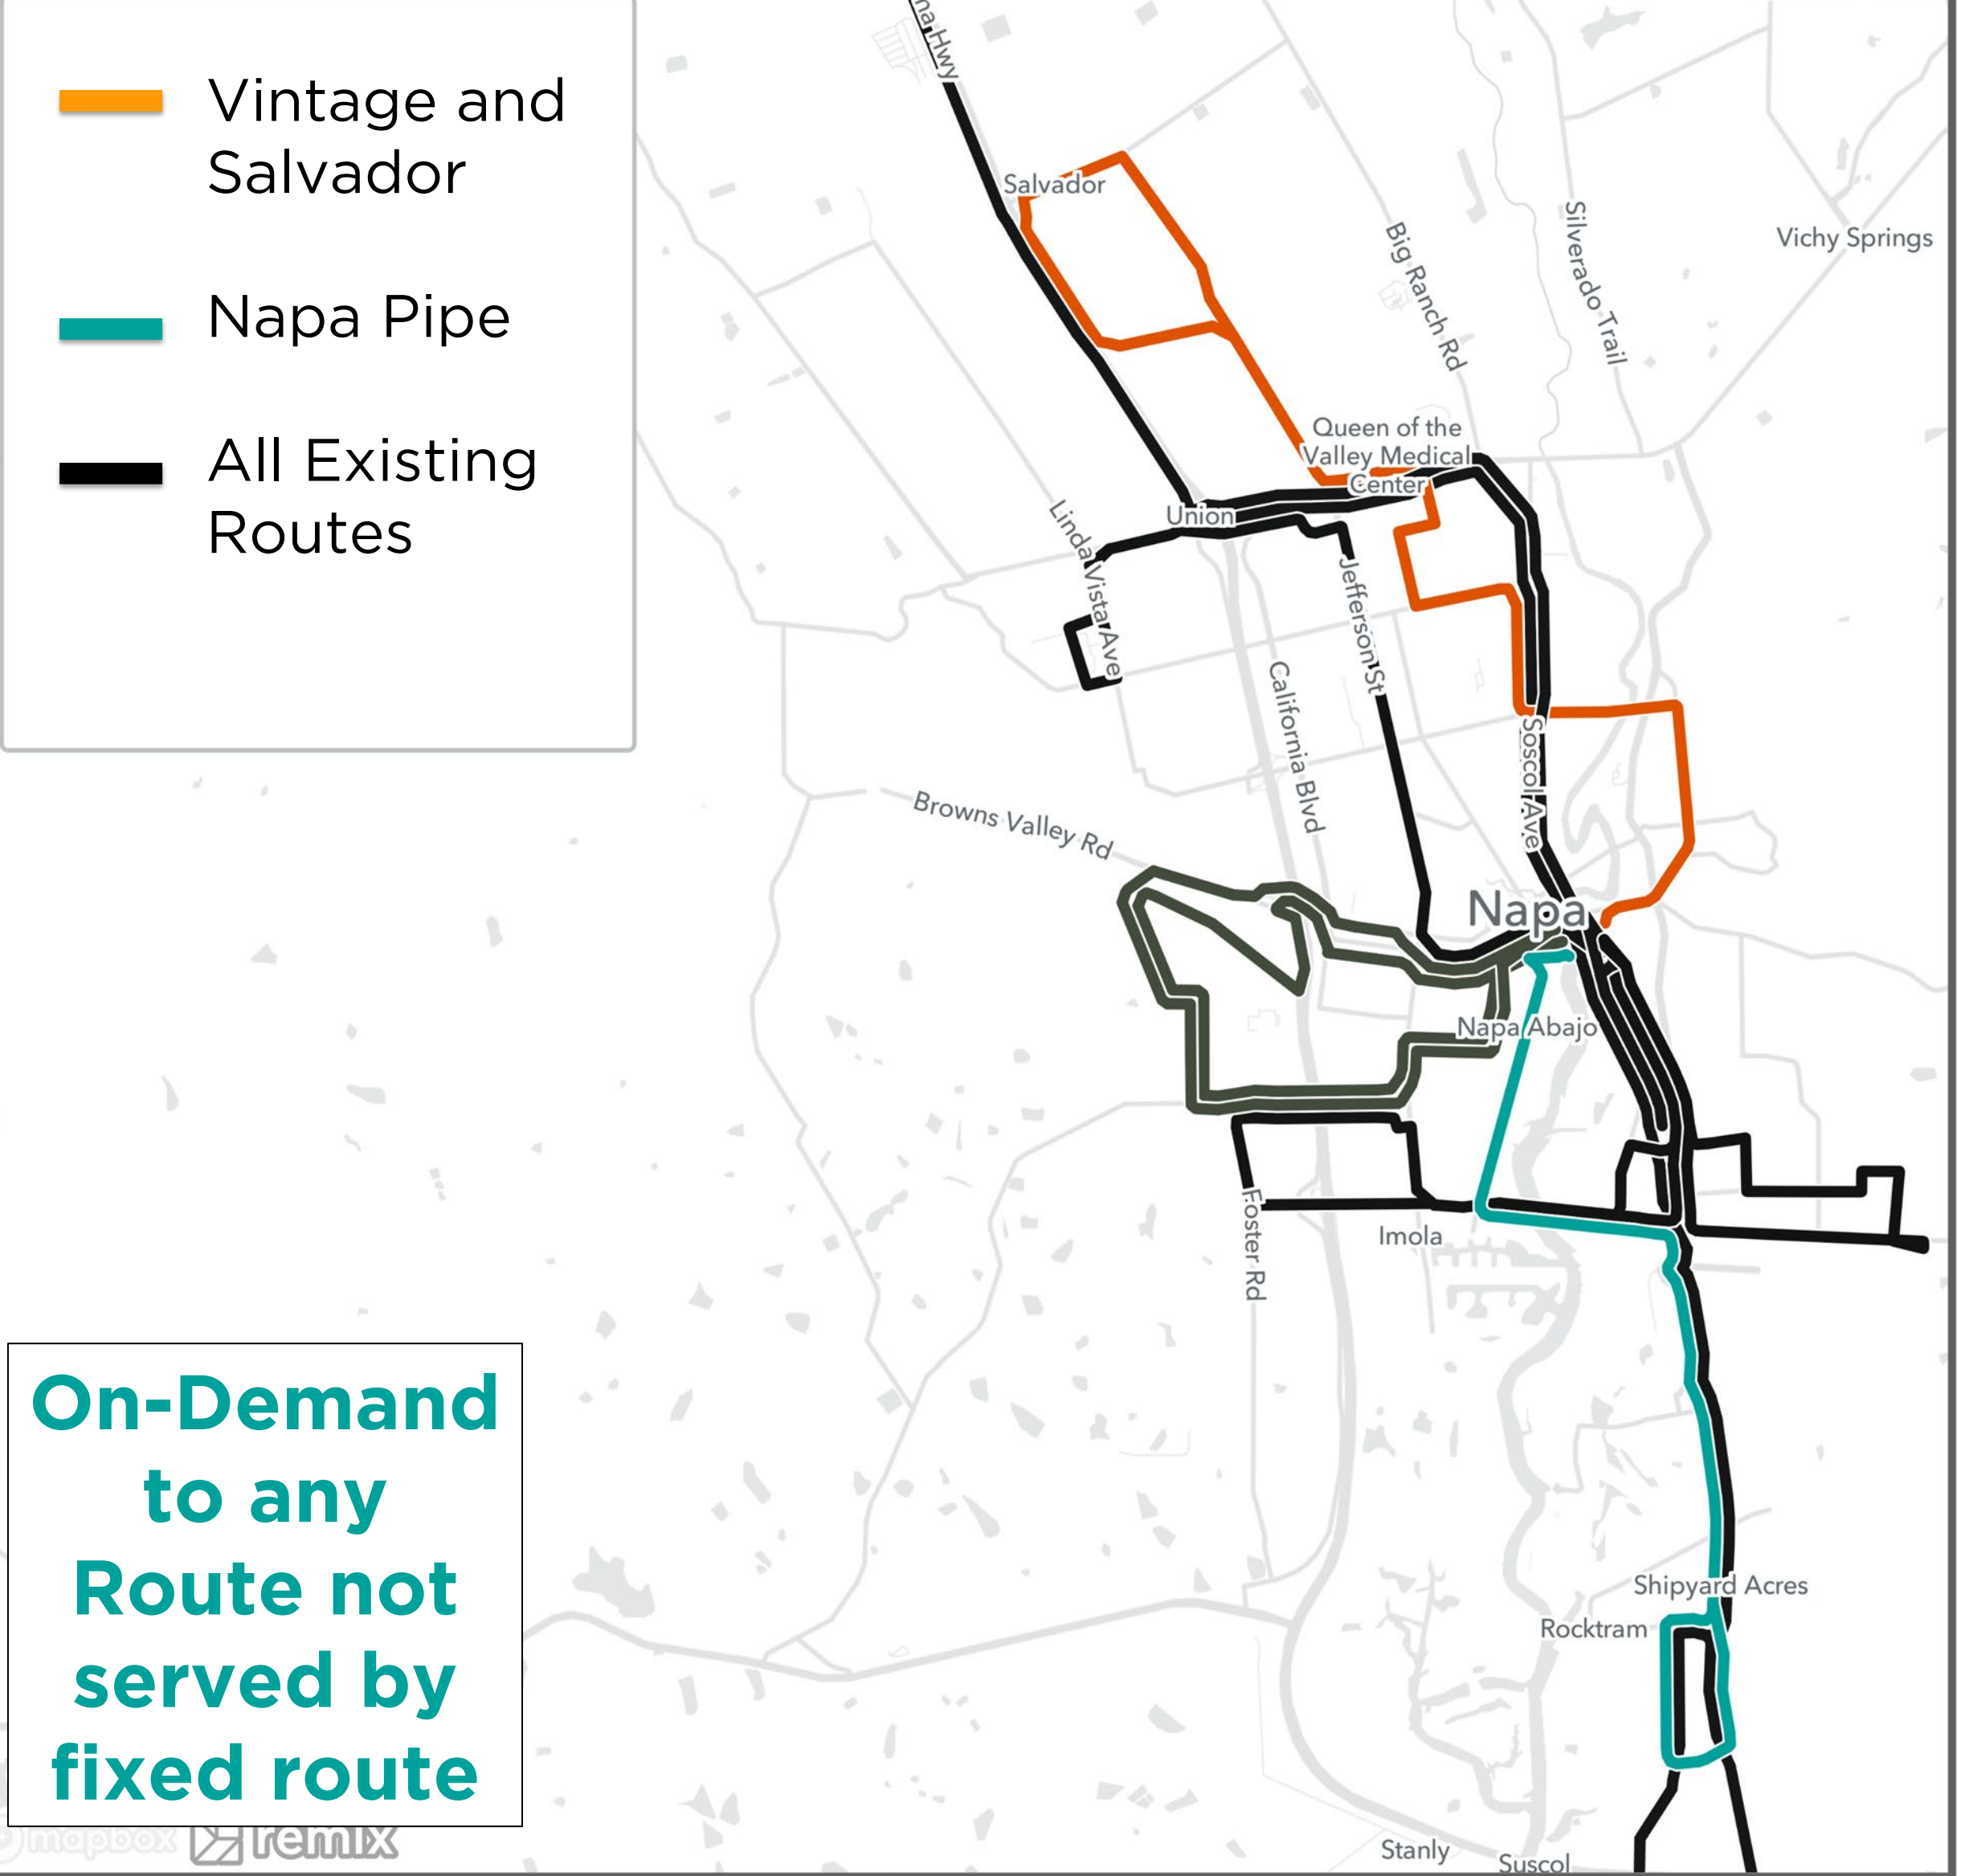 Vintage and
Salvador
Napa Pipe
All Existing
Routes
na Hwy
Salvador
Big Ranch Rd
Silverado Trail
Vichy Springs
Queen of the
Valley Medical
Center
Union
Linda Vista Ave
Jefferson St
California Blvd
Soscol Ave
Browns Valley Rd
Napa
Napa Abajo
Foster Rd
Imola
Shipyard Acres
Rocktram
Stanly
Suscol
On-Demand
to any
Route not
served by
fixed route
mapbox remix